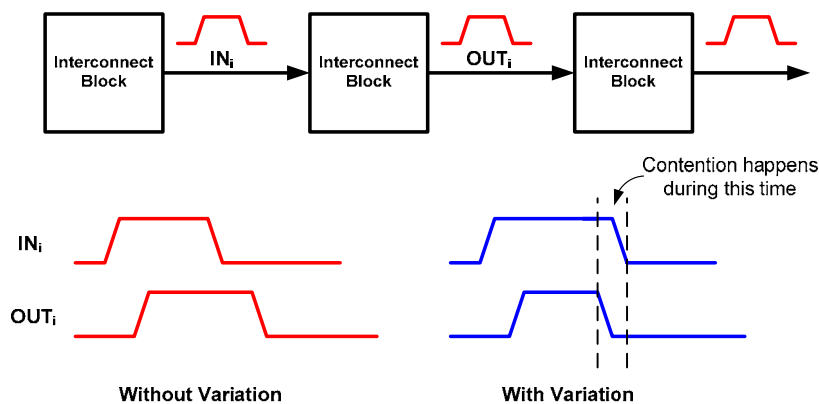 Interconnect
Block
INᵢ
Interconnect
Block
OUTᵢ
Interconnect
Block
Contention happens
during this time
INᵢ
OUTᵢ
Without Variation
With Variation